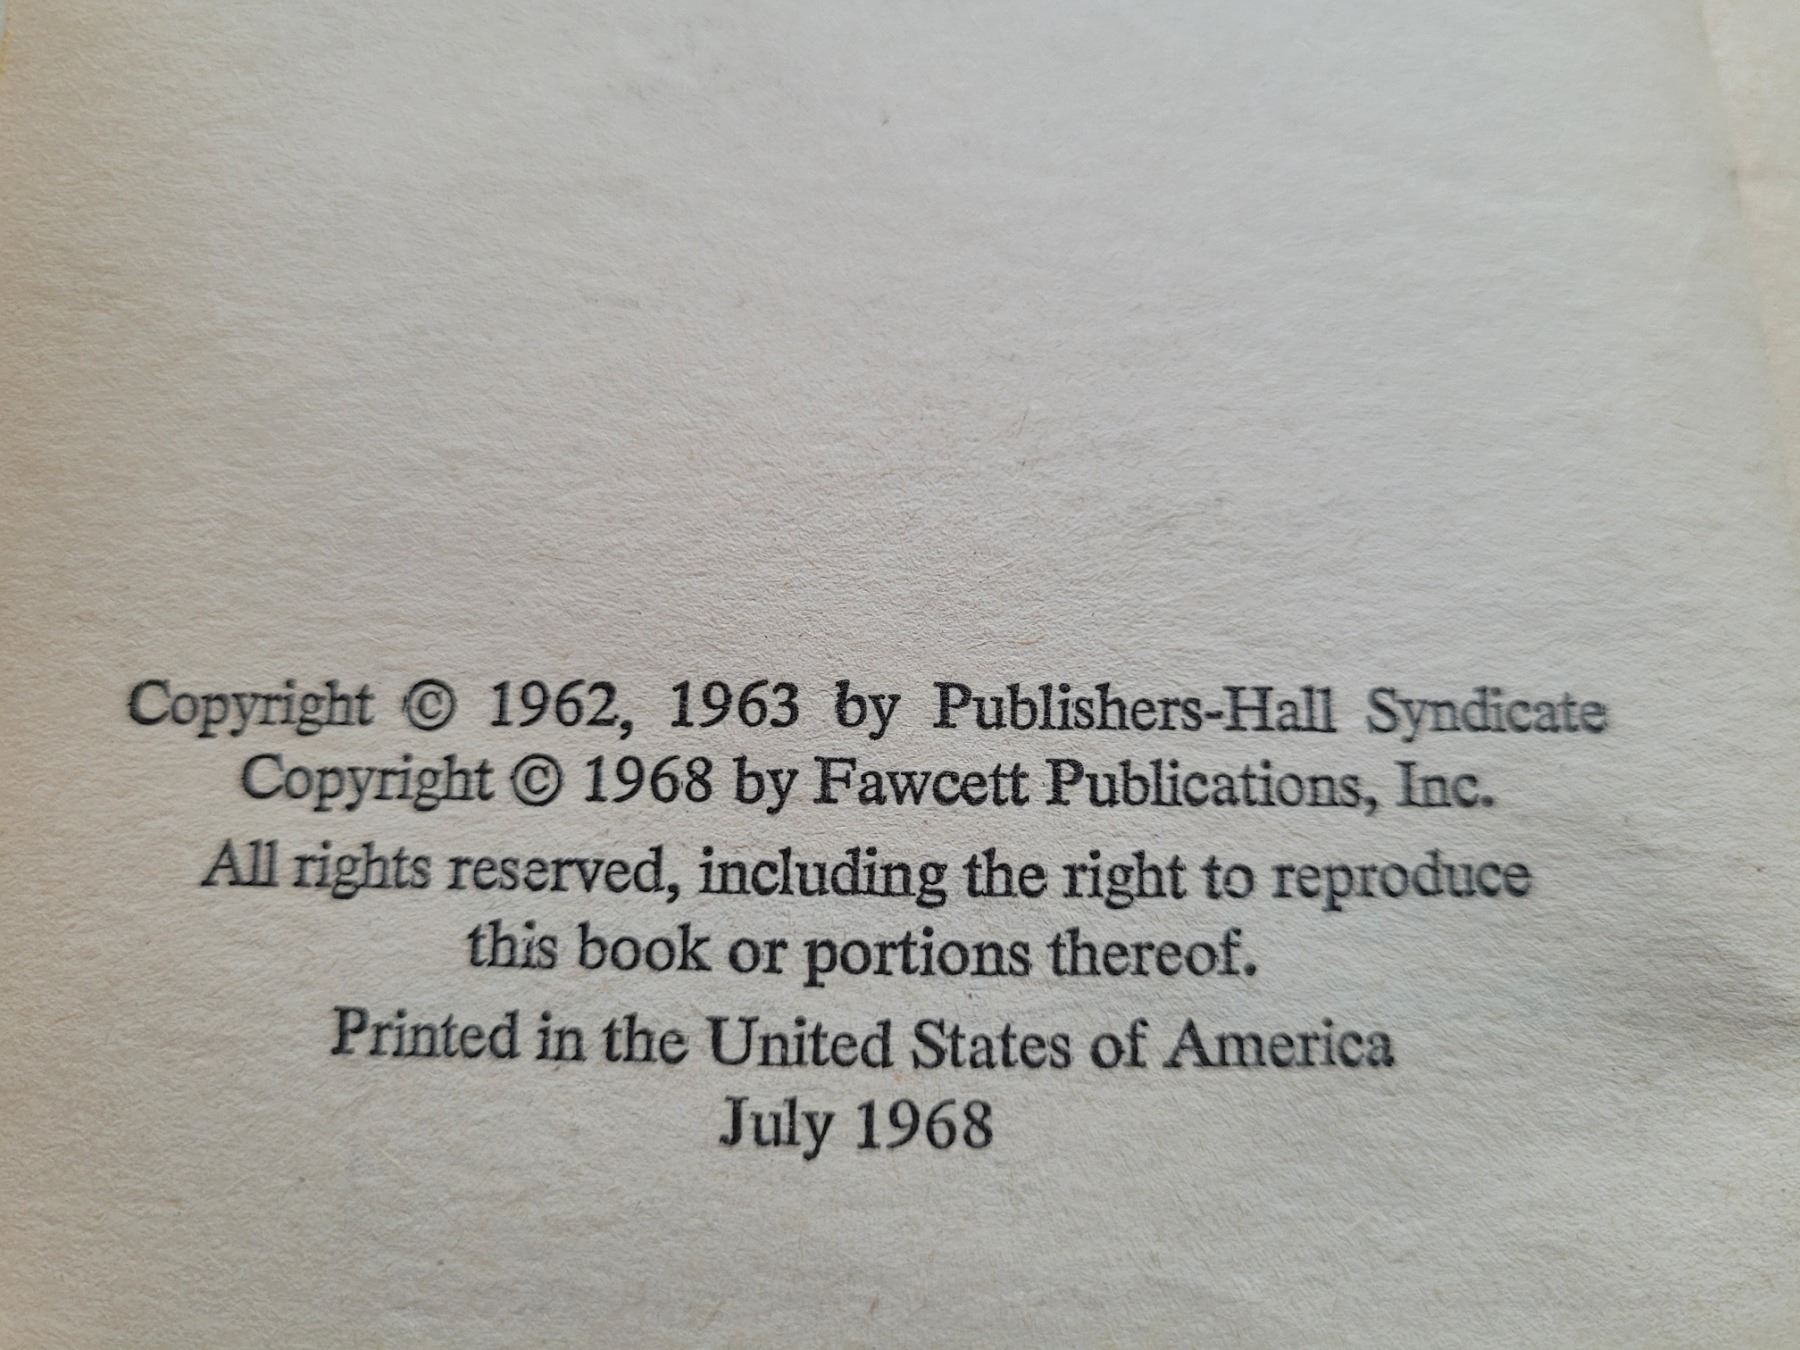 Copyright © 1962, 1963 by Publishers-Hall Syndicate
Copyright © 1968 by Fawcett Publications, Inc.
All rights reserved, including the right to reproduce
this book or portions thereof.
Printed in the United States of America
July 1968